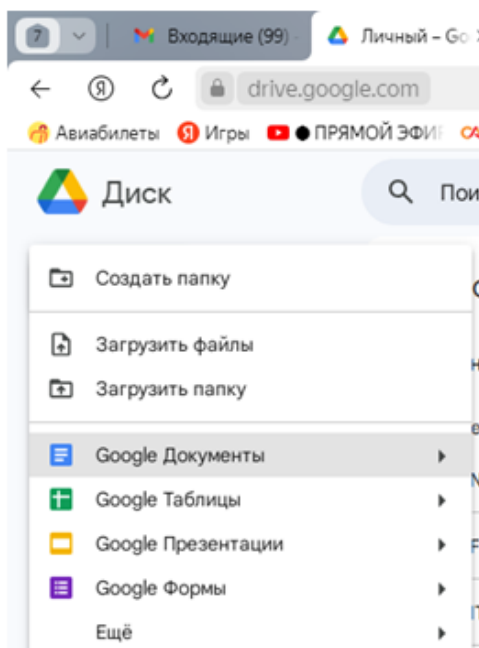 7 Входящие (99) - Личный – Go
Я drive.google.com
Авиабилеты Я Игры ПРЯМОЙ ЭФИ
Диск Пои
Создать папку
Загрузить файлы
Загрузить папку
Google Документы
Google Таблицы
Google Презентации
Google Формы
Ещё